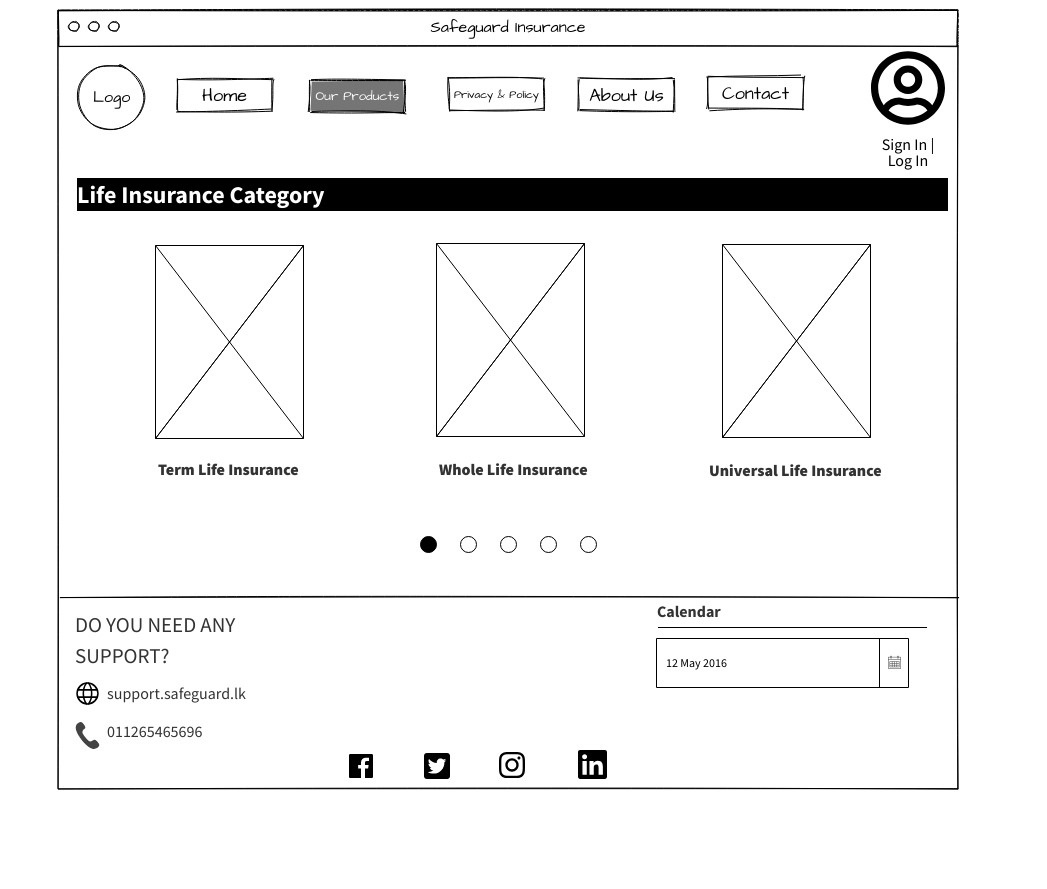 Safeguard Insurance
Logo
Home
Our Products
Privacy & Policy
About Us
Contact
Sign In |
Log In
Life Insurance Category
Term Life Insurance
Whole Life Insurance
Universal Life Insurance
DO YOU NEED ANY
SUPPORT?
support.safeguard.lk
011265465696
Calendar
12 May 2016